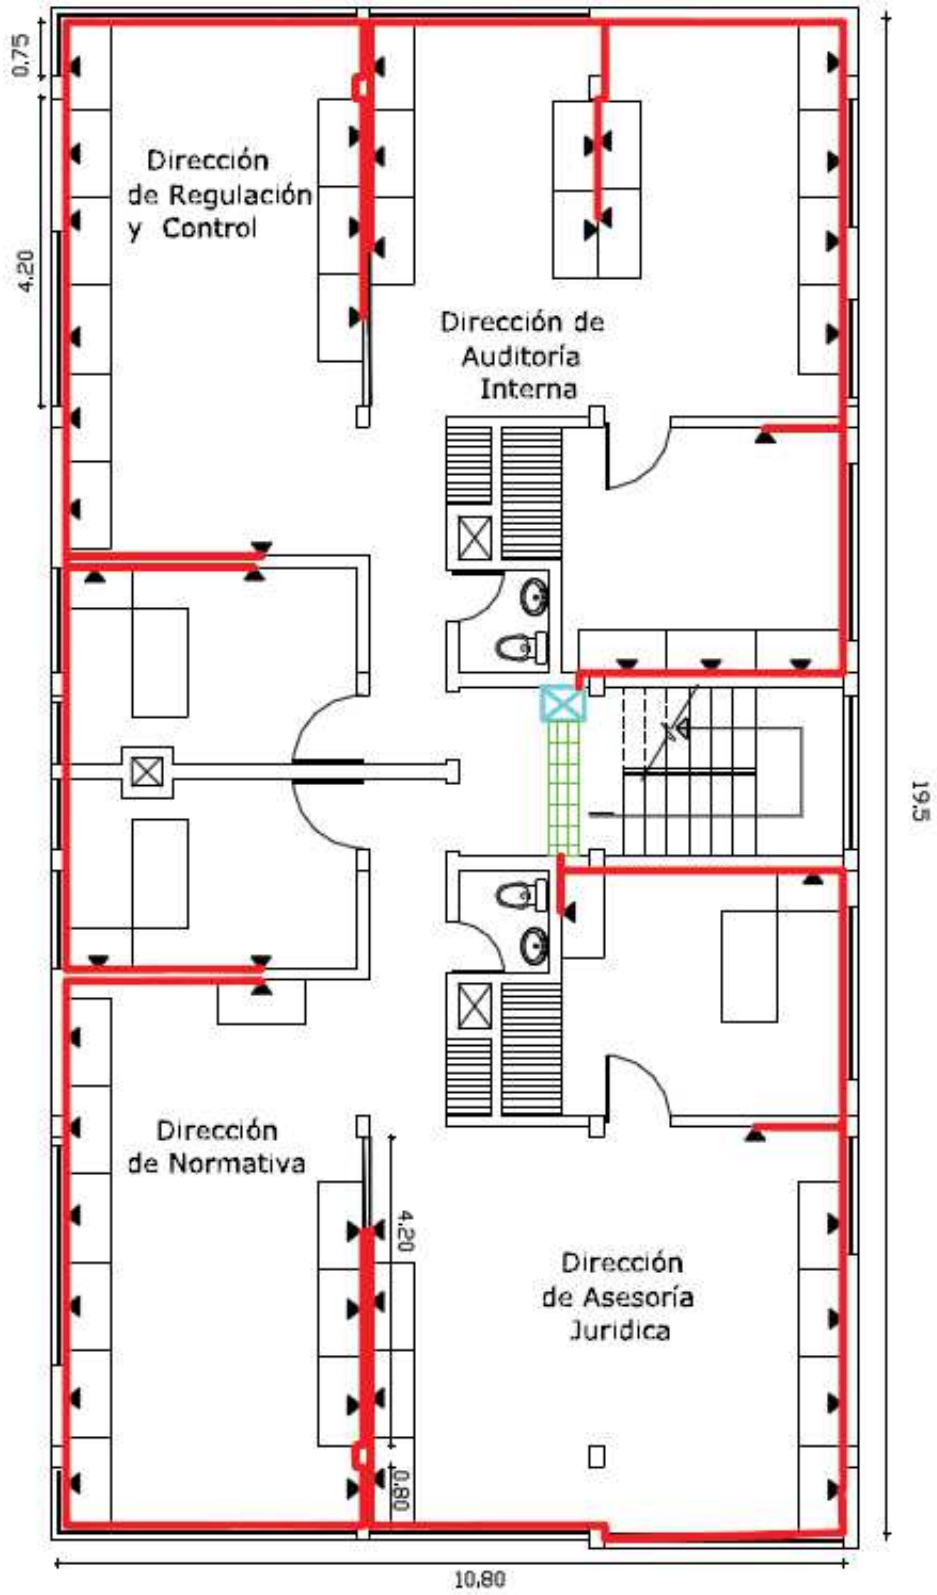 0.75
Dirección
de Regulación
y Control
4.20
Dirección de
Auditoría
Interna
19.5
Dirección
de Normativa
4.20
Dirección
de Asesoría
Juridica
0.80
10.80